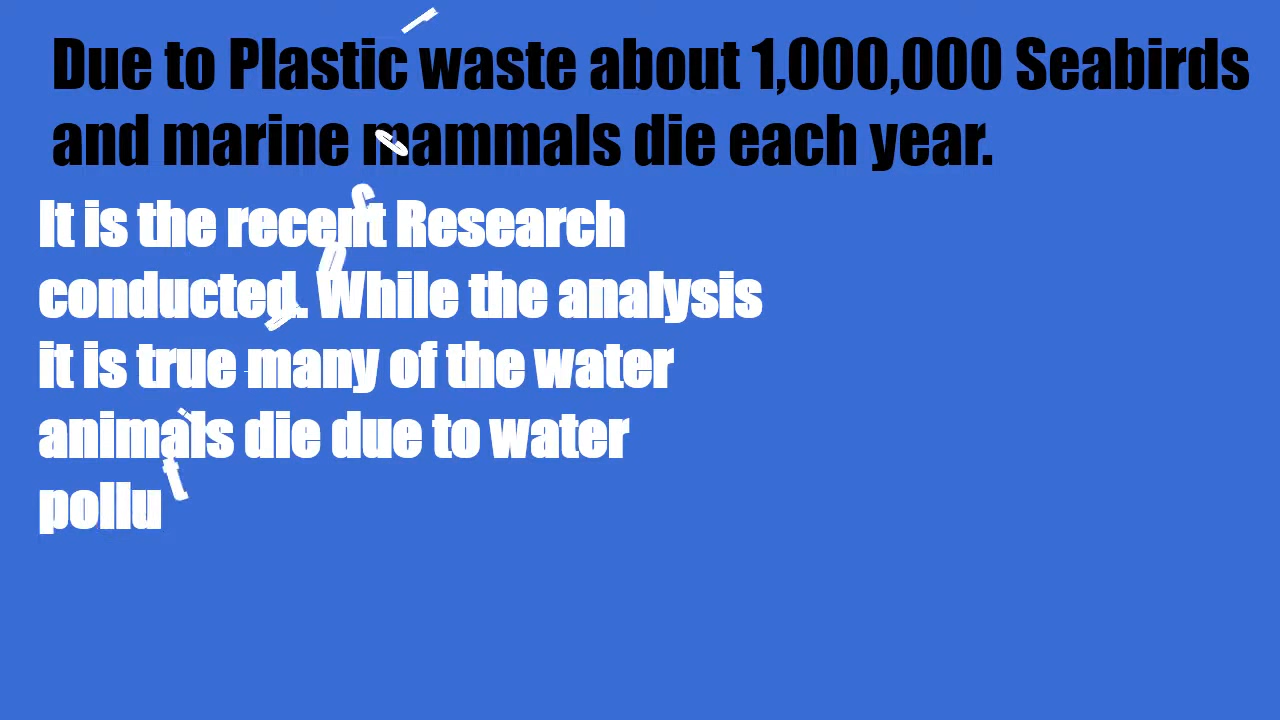 Due to Plastic waste about 1,000,000 Seabirds
and marine mammals die each year.
It is the recent Research
conducted. While the analysis
it is true many of the water
animals die due to water
pollu